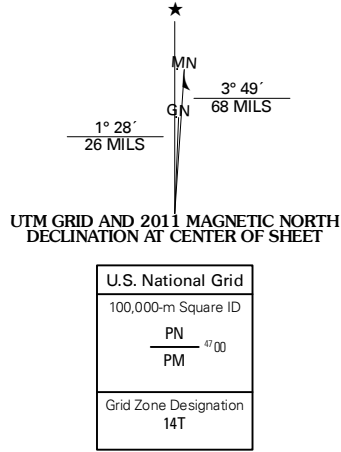 ★
MN
3° 49´
68 MILS
GN
1° 28´
26 MILS
UTM GRID AND 2011 MAGNETIC NORTH
DECLINATION AT CENTER OF SHEET
U.S. National Grid
100,000-m Square ID
PN
4700
PM
Grid Zone Designation
14T